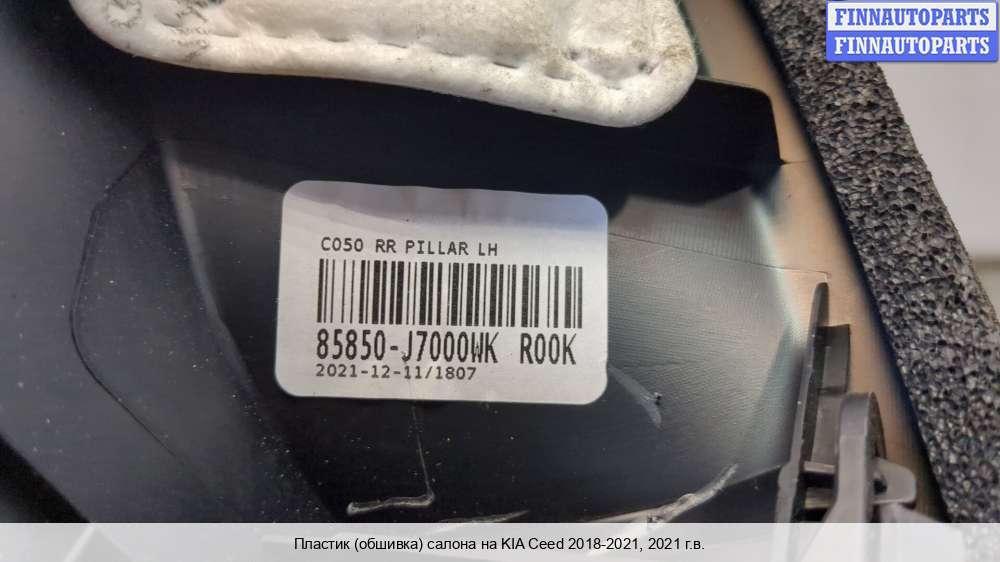 FINNAUTOPARTS
FINNAUTOPARTS
C050 RR PILLAR LH
85850-J7000WK R00K
2021-12-11/1807
Пластик (обшивка) салона на KIA Ceed 2018-2021, 2021 г.в.